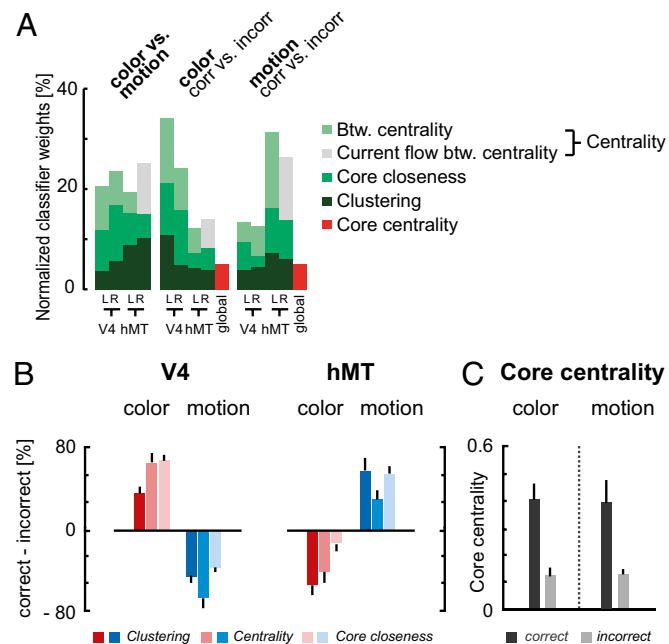 A
color vs.
motion
color
corr vs. incorr
motion
corr vs. incorr
Normalized classifier weights [%]
40
20
0
Btw. centrality
Current flow btw. centrality
Centrality
Core closeness
Clustering
Core centrality
L R L R L R L R global L R L R global
V4 hMT V4 hMT V4 hMT
B
V4
hMT
color motion color motion
correct - incorrect [%]
80
0
- 80
Clustering Centrality Core closeness
C
Core centrality
color motion
Core centrality
0.6
0
correct incorrect